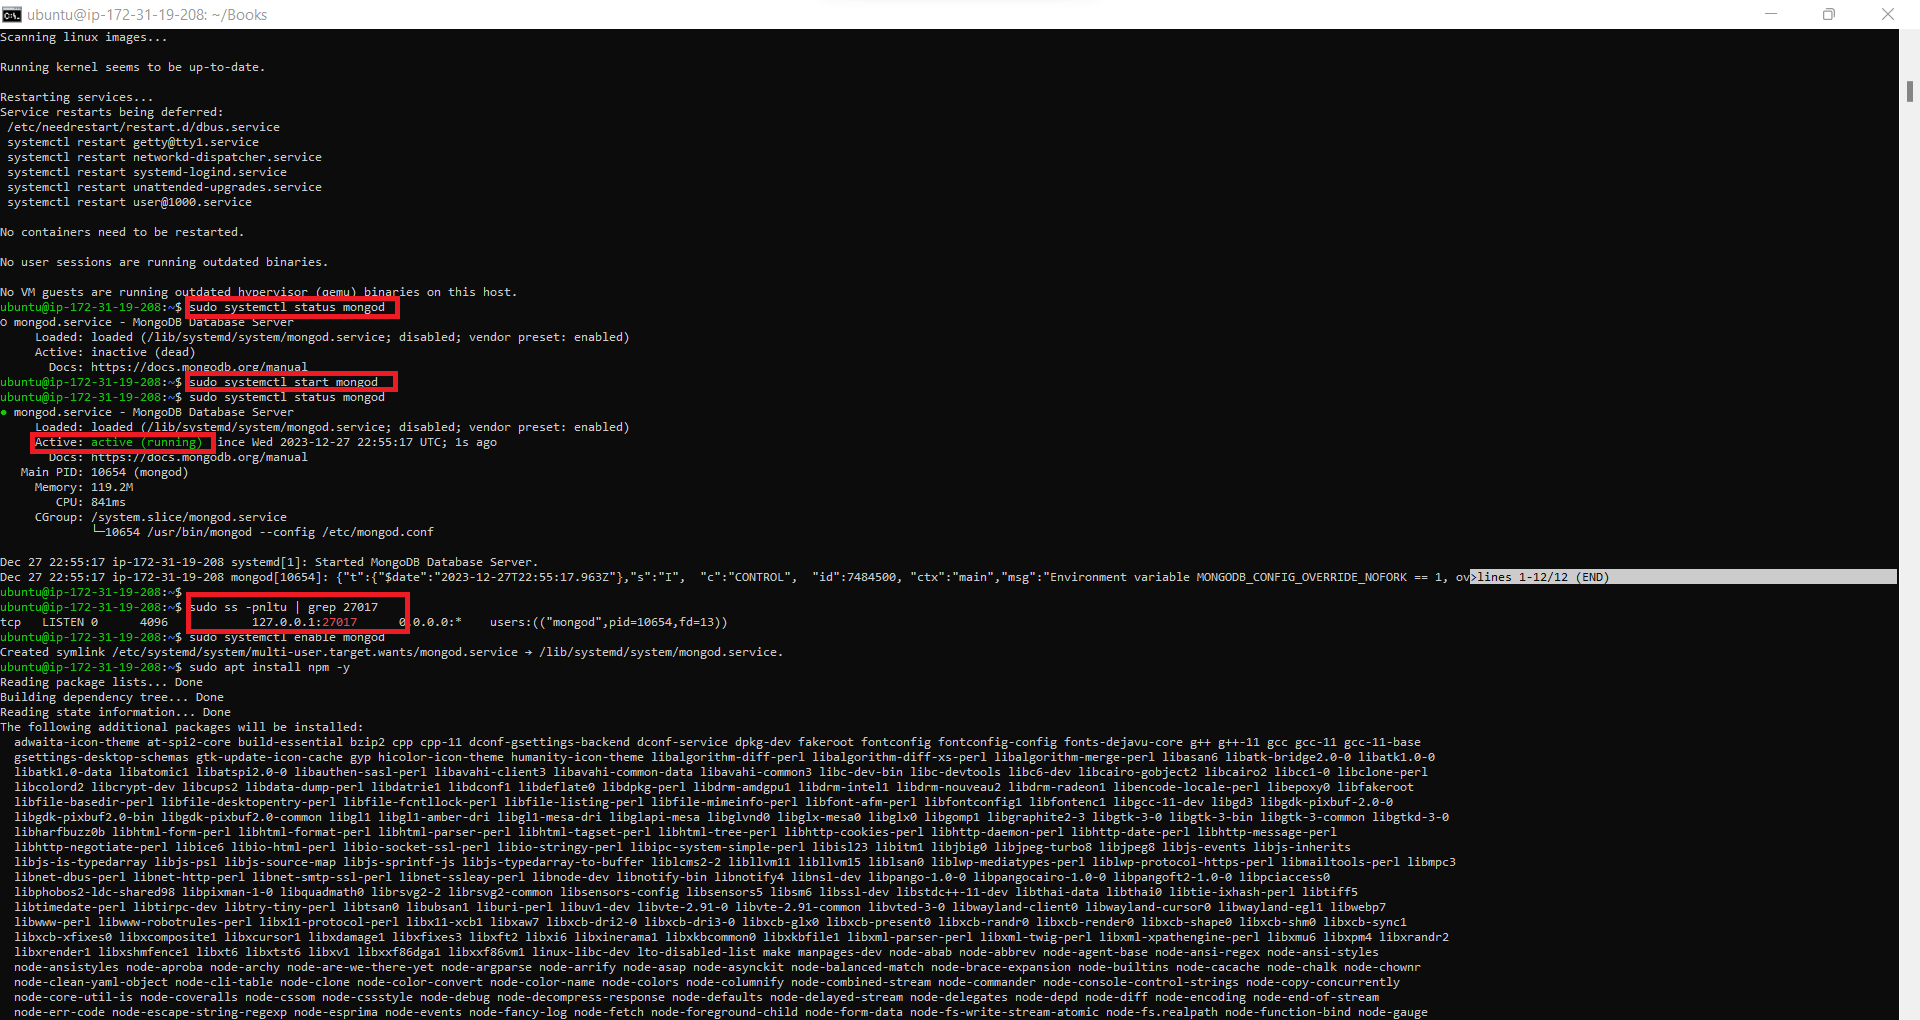 ubuntu@ip-172-31-19-208: ~/Books
Scanning linux images...
Running kernel seems to be up-to-date.
Restarting services...
Service restarts being deferred:
 /etc/needrestart/restart.d/dbus.service
 systemctl restart getty@tty1.service
 systemctl restart networkd-dispatcher.service
 systemctl restart systemd-logind.service
 systemctl restart unattended-upgrades.service
 systemctl restart user@1000.service
No containers need to be restarted.
No user sessions are running outdated binaries.
No VM guests are running outdated hypervisor (qemu) binaries on this host.
ubuntu@ip-172-31-19-208:~$ sudo systemctl status mongod
○ mongod.service - MongoDB Database Server
     Loaded: loaded (/lib/systemd/system/mongod.service; disabled; vendor preset: enabled)
     Active: inactive (dead)
       Docs: https://docs.mongodb.org/manual
ubuntu@ip-172-31-19-208:~$ sudo systemctl start mongod
ubuntu@ip-172-31-19-208:~$ sudo systemctl status mongod
● mongod.service - MongoDB Database Server
     Loaded: loaded (/lib/systemd/system/mongod.service; disabled; vendor preset: enabled)
     Active: active (running) ince Wed 2023-12-27 22:55:17 UTC; 1s ago
       Docs: https://docs.mongodb.org/manual
   Main PID: 10654 (mongod)
     Memory: 119.2M
        CPU: 841ms
     CGroup: /system.slice/mongod.service
             └─10654 /usr/bin/mongod --config /etc/mongod.conf
Dec 27 22:55:17 ip-172-31-19-208 systemd[1]: Started MongoDB Database Server.
Dec 27 22:55:17 ip-172-31-19-208 mongod[10654]: {"t":{"$date":"2023-12-27T22:55:17.963Z"},"s":"I",  "c":"CONTROL",  "id":7484500, "ctx":"main","msg":"Environment variable MONGODB_CONFIG_OVERRIDE_NOFORK == 1, ov>lines 1-12/12 (END)
ubuntu@ip-172-31-19-208:~$
ubuntu@ip-172-31-19-208:~$ sudo ss -pnltu | grep 27017
tcp   LISTEN 0      4096            127.0.0.1:27017      0.0.0.0:*    users:(("mongod",pid=10654,fd=13))
ubuntu@ip-172-31-19-208:~$ sudo systemctl enable mongod
Created symlink /etc/systemd/system/multi-user.target.wants/mongod.service → /lib/systemd/system/mongod.service.
ubuntu@ip-172-31-19-208:~$ sudo apt install npm -y
Reading package lists... Done
Building dependency tree... Done
Reading state information... Done
The following additional packages will be installed:
  adwaita-icon-theme at-spi2-core build-essential bzip2 cpp cpp-11 dconf-gsettings-backend dconf-service dpkg-dev fakeroot fontconfig fontconfig-config fonts-dejavu-core g++ g++-11 gcc gcc-11 gcc-11-base
  gsettings-desktop-schemas gtk-update-icon-cache gyp hicolor-icon-theme humanity-icon-theme libalgorithm-diff-perl libalgorithm-diff-xs-perl libalgorithm-merge-perl libasan6 libatk-bridge2.0-0 libatk1.0-0
  libatk1.0-data libatomic1 libatspi2.0-0 libauthen-sasl-perl libavahi-client3 libavahi-common-data libavahi-common3 libc-dev-bin libc-devtools libc6-dev libcairo-gobject2 libcairo2 libcc1-0 libclone-perl
  libcolord2 libcrypt-dev libcups2 libdata-dump-perl libdatrie1 libdconf1 libdeflate0 libdpkg-perl libdrm-amdgpu1 libdrm-intel1 libdrm-nouveau2 libdrm-radeon1 libencode-locale-perl libepoxy0 libfakeroot
  libfile-basedir-perl libfile-desktopentry-perl libfile-fcntllock-perl libfile-listing-perl libfile-mimeinfo-perl libfont-afm-perl libfontconfig1 libfontenc1 libgcc-11-dev libgd3 libgdk-pixbuf-2.0-0
  libgdk-pixbuf2.0-bin libgdk-pixbuf2.0-common libgl1 libgl1-amber-dri libgl1-mesa-dri libglapi-mesa libglvnd0 libglx-mesa0 libglx0 libgomp1 libgraphite2-3 libgtk-3-0 libgtk-3-bin libgtk-3-common libgtkd-3-0
  libharfbuzz0b libhtml-form-perl libhtml-format-perl libhtml-parser-perl libhtml-tagset-perl libhtml-tree-perl libhttp-cookies-perl libhttp-daemon-perl libhttp-date-perl libhttp-message-perl
  libhttp-negotiate-perl libice6 libio-html-perl libio-socket-ssl-perl libio-stringy-perl libipc-system-simple-perl libisl23 libitm1 libjbig0 libjpeg-turbo8 libjpeg8 libjs-events libjs-inherits
  libjs-is-typedarray libjs-psl libjs-source-map libjs-sprintf-js libjs-typedarray-to-buffer liblcms2-2 libllvm11 libllvm15 liblsan0 liblwp-mediatypes-perl liblwp-protocol-https-perl libmailtools-perl libmpc3
  libnet-dbus-perl libnet-http-perl libnet-smtp-ssl-perl libnet-ssleay-perl libnode-dev libnotify-bin libnotify4 libnsl-dev libpango-1.0-0 libpangocairo-1.0-0 libpangoft2-1.0-0 libpciaccess0
  libphobos2-ldc-shared98 libpixman-1-0 libquadmath0 librsvg2-2 librsvg2-common libsensors-config libsensors5 libsm6 libssl-dev libstdc++-11-dev libthai-data libthai0 libtie-ixhash-perl libtiff5
  libtimedate-perl libtirpc-dev libtry-tiny-perl libtsan0 libubsan1 liburi-perl libuv1-dev libvte-2.91-0 libvte-2.91-common libvted-3-0 libwayland-client0 libwayland-cursor0 libwayland-egl1 libwebp7
  libwww-perl libwww-robotrules-perl libx11-protocol-perl libx11-xcb1 libxaw7 libxcb-dri2-0 libxcb-dri3-0 libxcb-glx0 libxcb-present0 libxcb-randr0 libxcb-render0 libxcb-shape0 libxcb-shm0 libxcb-sync1
  libxcb-xfixes0 libxcomposite1 libxcursor1 libxdamage1 libxfixes3 libxft2 libxi6 libxinerama1 libxkbcommon0 libxkbfile1 libxml-parser-perl libxml-twig-perl libxml-xpathengine-perl libxmu6 libxpm4 libxrandr2
  libxrender1 libxshmfence1 libxt6 libxtst6 libxv1 libxxf86dga1 libxxf86vm1 linux-libc-dev lto-disabled-list make manpages-dev node-abab node-abbrev node-agent-base node-ansi-regex node-ansi-styles
  node-ansistyles node-aproba node-archy node-are-we-there-yet node-argparse node-arrify node-asap node-asynckit node-balanced-match node-brace-expansion node-builtins node-cacache node-chalk node-chownr
  node-clean-yaml-object node-cli-table node-clone node-color-convert node-color-name node-colors node-columnify node-combined-stream node-commander node-console-control-strings node-copy-concurrently
  node-core-util-is node-coveralls node-cssom node-cssstyle node-debug node-decompress-response node-defaults node-delayed-stream node-delegates node-depd node-diff node-encoding node-end-of-stream
  node-err-code node-escape-string-regexp node-esprima node-events node-fancy-log node-fetch node-foreground-child node-form-data node-fs-write-stream-atomic node-fs.realpath node-function-bind node-gauge